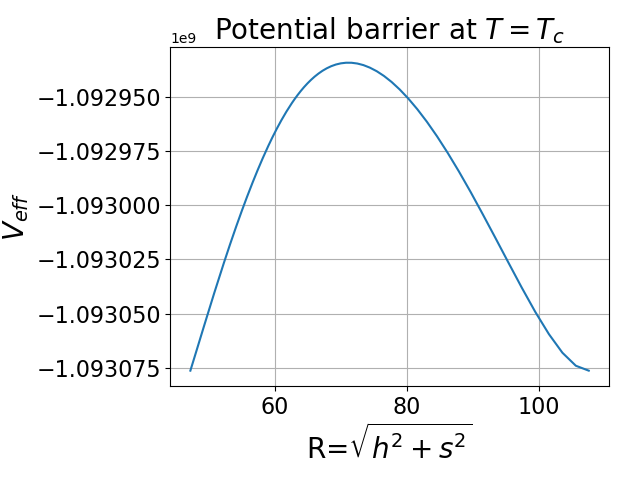 Potential barrier at $T = T_c$
1e9
−1.092950
−1.092975
−1.093000
−1.093025
−1.093050
−1.093075
$V_{eff}$
60 80 100
R=$\sqrt{h^2 + s^2}$